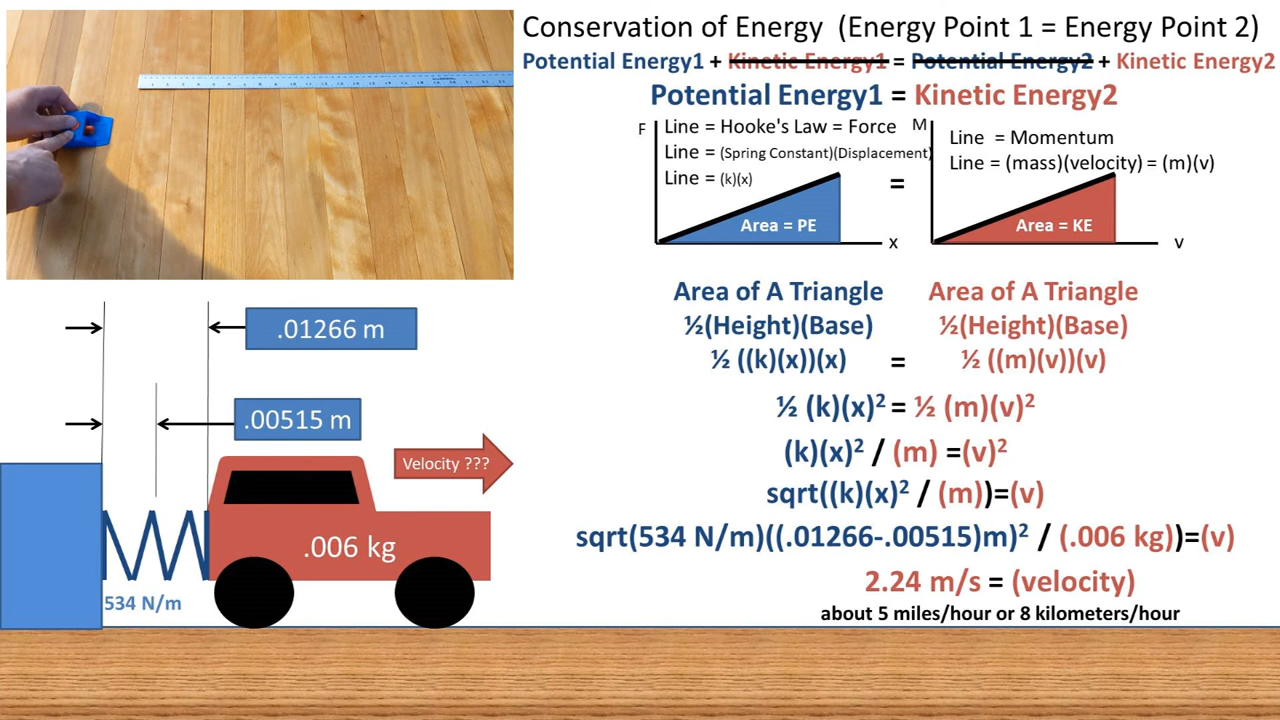 Conservation of Energy (Energy Point 1 = Energy Point 2)
Potential Energy1 + Kinetic Energy1 = Potential Energy2 + Kinetic Energy2
Potential Energy1 = Kinetic Energy2
F
Line = Hooke's Law = Force
Line = (Spring Constant)(Displacement)
Line = (k)(x)
Area = PE
x
=
M
Line = Momentum
Line = (mass)(velocity) = (m)(v)
Area = KE
v
Area of A Triangle
½(Height)(Base)
½ ((k)(x))(x)
=
Area of A Triangle
½(Height)(Base)
½ ((m)(v))(v)
½ (k)(x)² = ½ (m)(v)²
(k)(x)² / (m) =(v)²
sqrt((k)(x)² / (m))=(v)
sqrt(534 N/m)((.01266-.00515)m)² / (.006 kg))=(v)
2.24 m/s = (velocity)
about 5 miles/hour or 8 kilometers/hour
.01266 m
.00515 m
Velocity ???
.006 kg
534 N/m